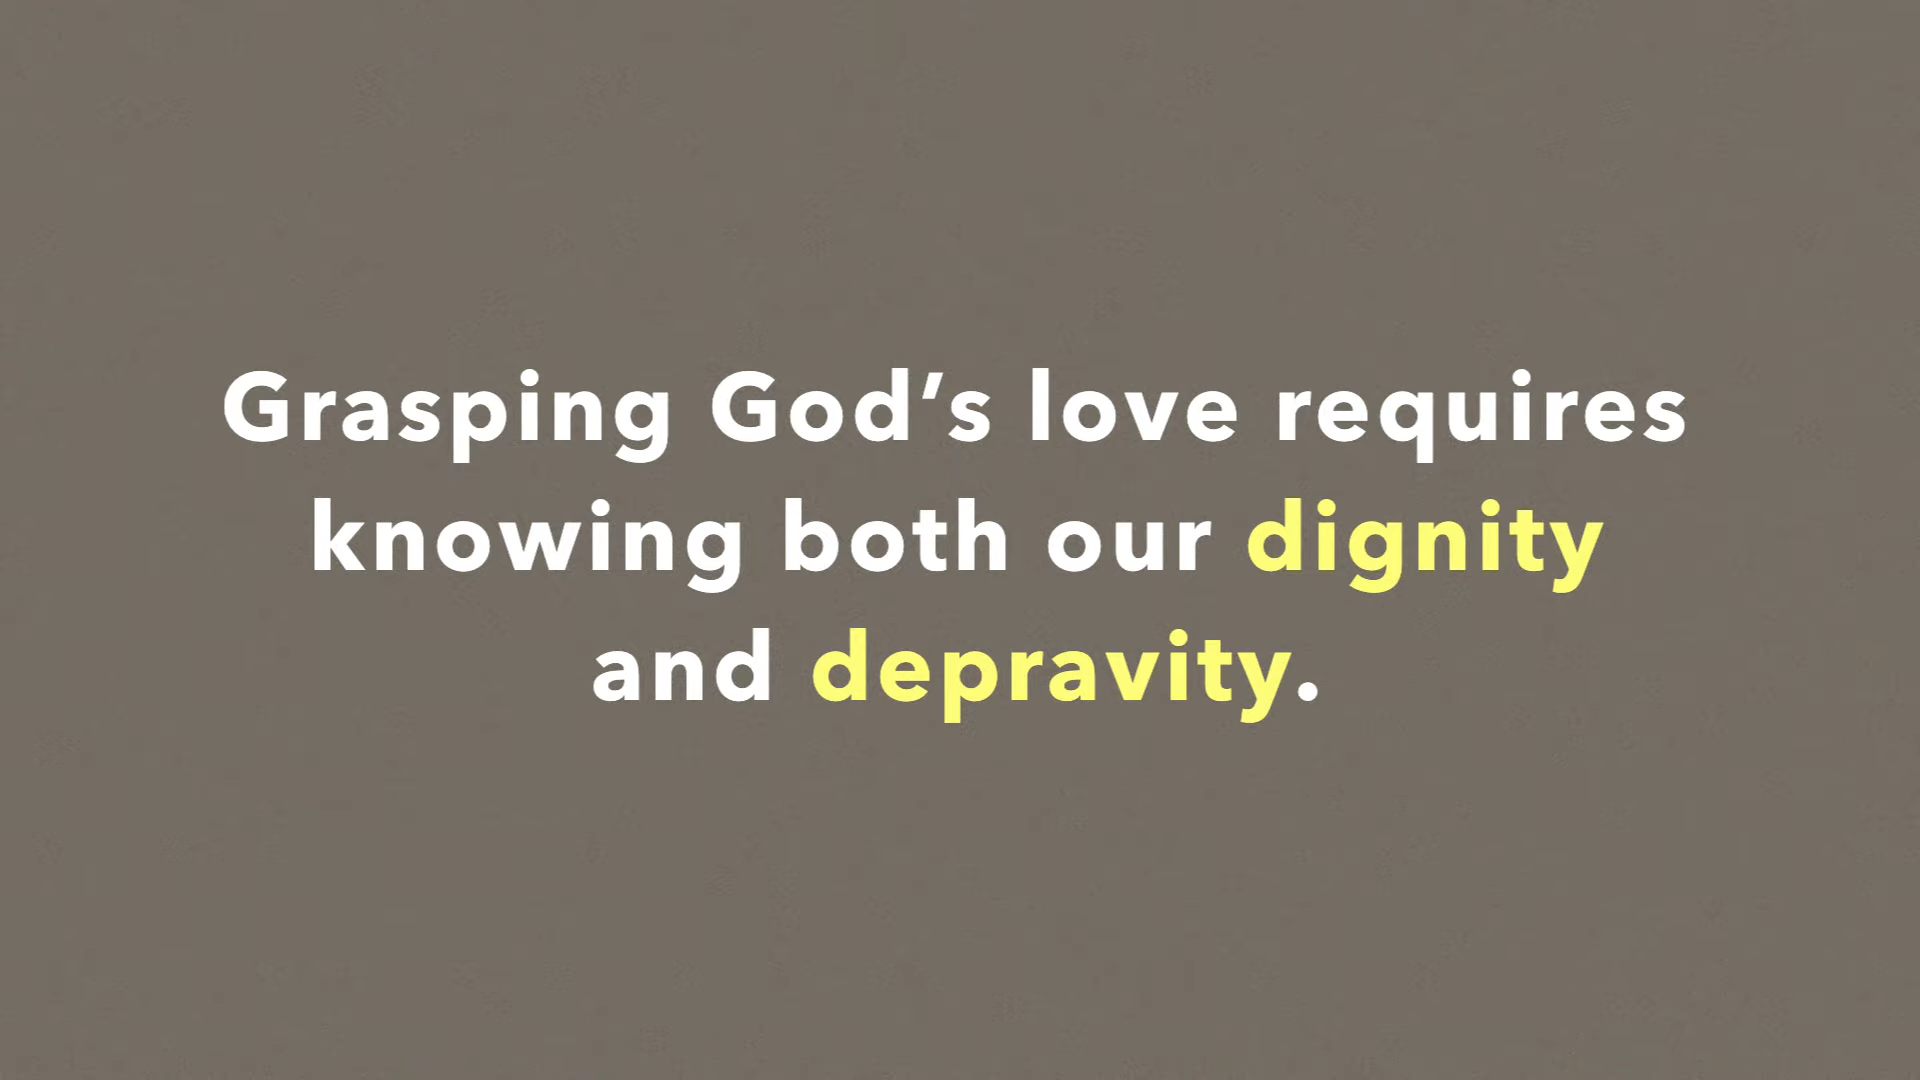 Grasping God’s love requires
knowing both our dignity
and depravity.